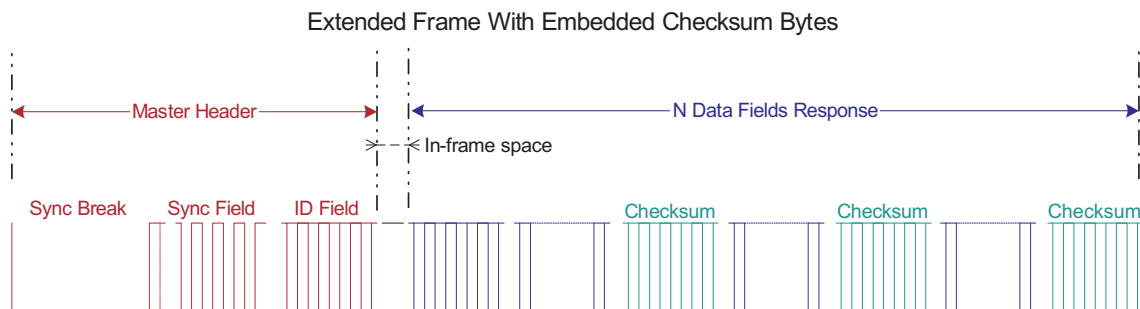 Extended Frame With Embedded Checksum Bytes
Master Header
N Data Fields Response
In-frame space
Sync Break
Sync Field
ID Field
Checksum
Checksum
Checksum